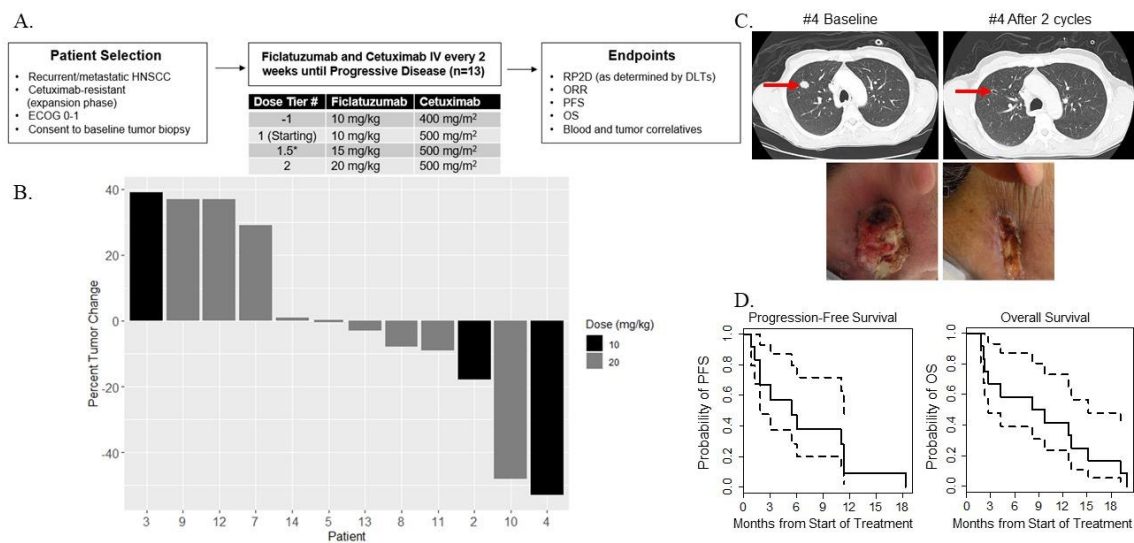 A.
Patient Selection
• Recurrent/metastatic HNSCC
• Cetuximab-resistant
(expansion phase)
• ECOG 0-1
• Consent to baseline tumor biopsy
Ficlatuzumab and Cetuximab IV every 2
weeks until Progressive Disease (n=13)
Dose Tier # Ficlatuzumab Cetuximab
-1 10 mg/kg 400 mg/m2
1 (Starting) 10 mg/kg 500 mg/m2
1.5* 15 mg/kg 500 mg/m2
2 20 mg/kg 500 mg/m2
Endpoints
• RP2D (as determined by DLTs)
• ORR
• PFS
• OS
• Blood and tumor correlatives
B.
Percent Tumor Change
40
20
0
-20
-40
3 9 12 7 14 5 13 8 11 2 10 4
Patient
Dose (mg/kg)
10
20
C.
#4 Baseline #4 After 2 cycles
D.
Progression-Free Survival
Probability of PFS
1.0
0.8
0.6
0.4
0.2
0.0
0 3 6 9 12 15 18
Months from Start of Treatment
Overall Survival
Probability of OS
1.0
0.8
0.6
0.4
0.2
0.0
0 3 6 9 12 15 18
Months from Start of Treatment